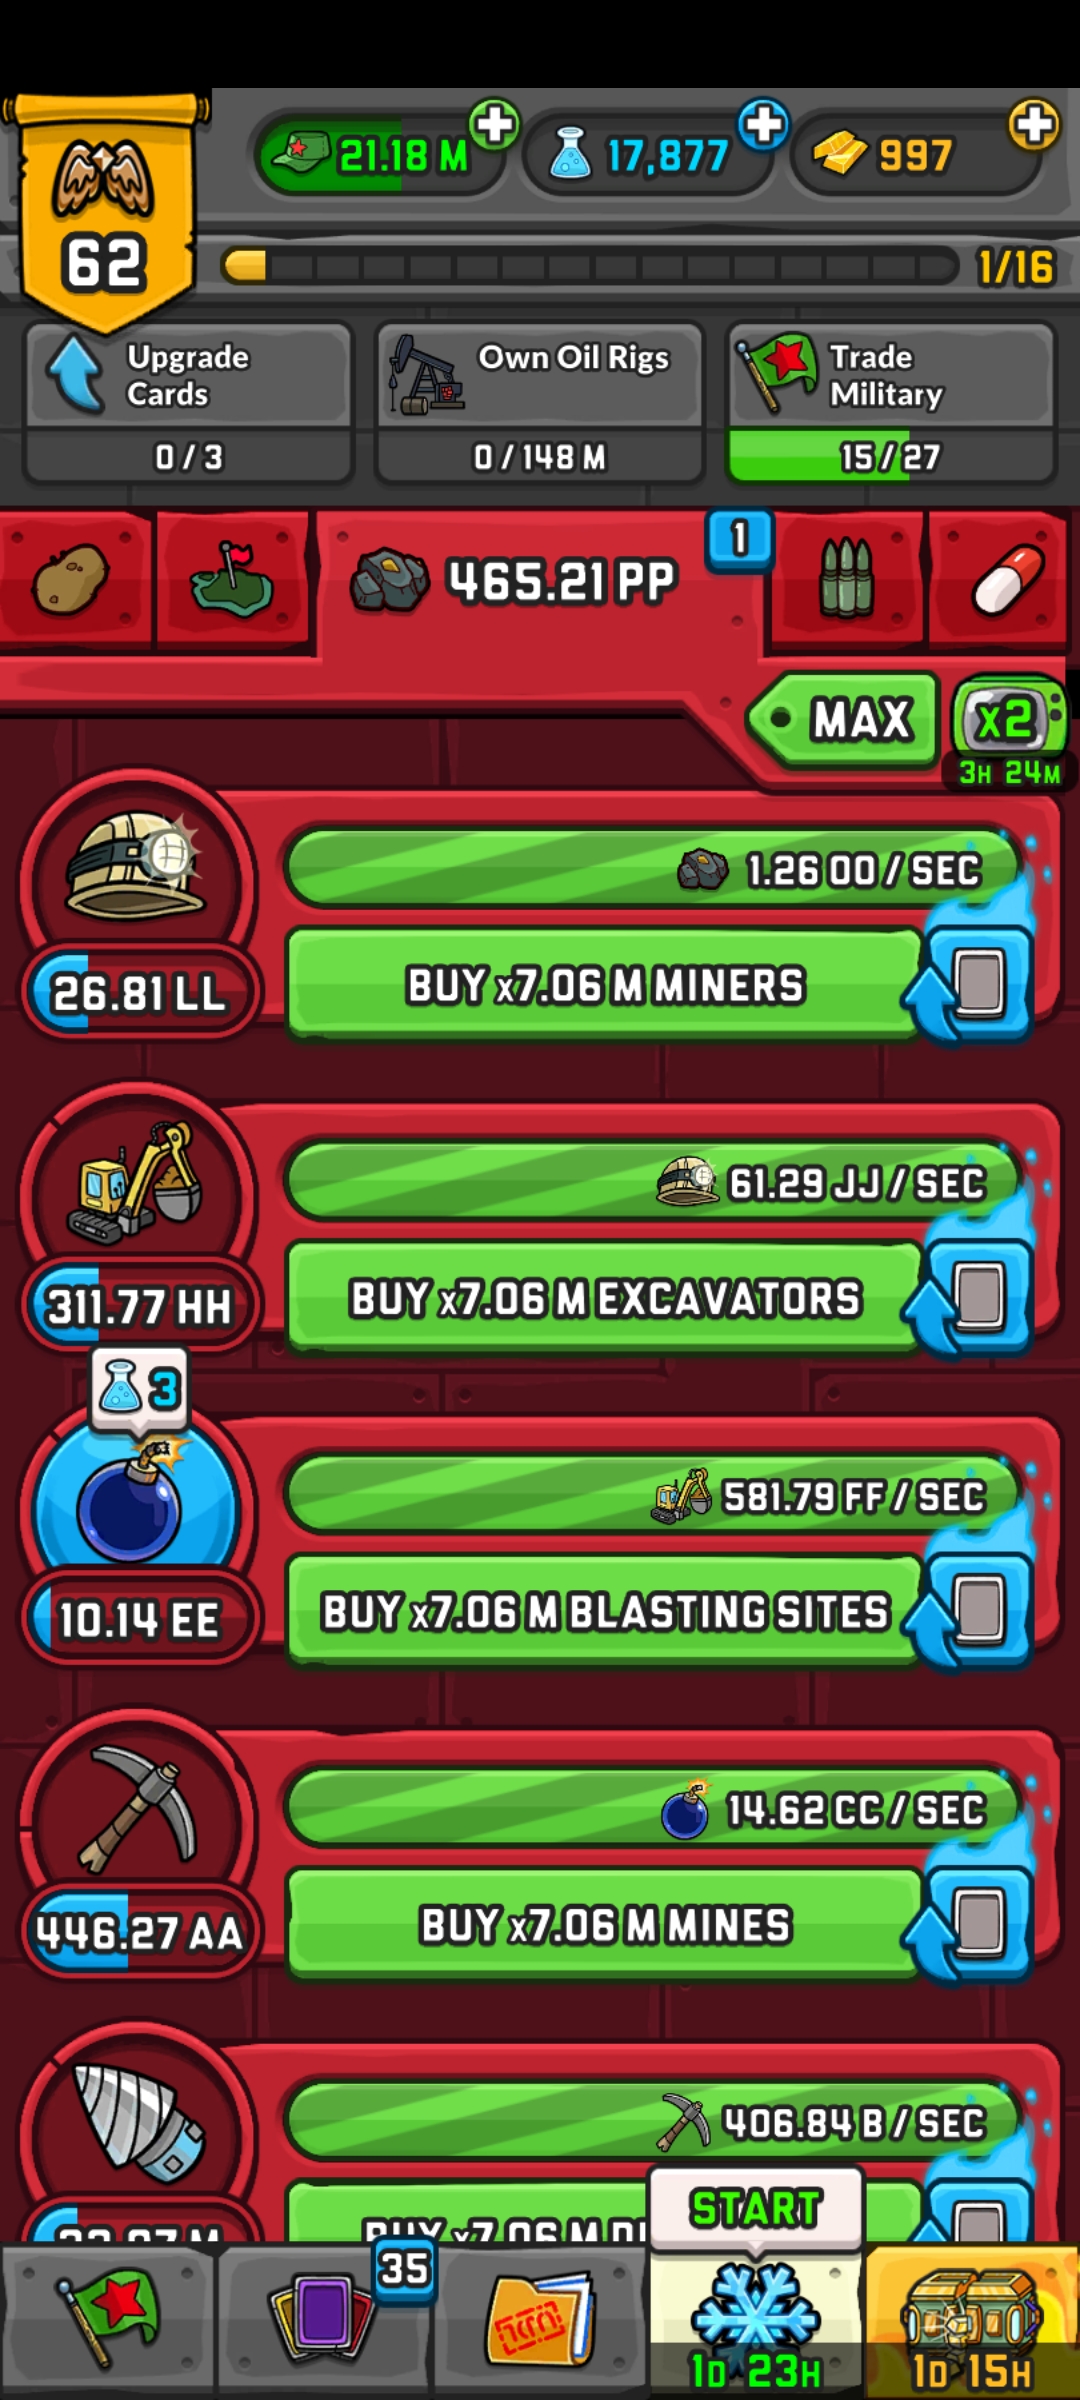 21.18 M
17,877
997
62
1/16
Upgrade
Cards
0 / 3
Own Oil Rigs
0 / 148 M
Trade
Military
15 / 27
465.21 PP
1
MAX
x2
3H 24M
1.26 OO / SEC
26.81 LL
BUY x7.06 M MINERS
61.29 JJ / SEC
311.77 HH
BUY x7.06 M EXCAVATORS
3
581.79 FF / SEC
10.14 EE
BUY x7.06 M BLASTING SITES
14.62 CC / SEC
446.27 AA
BUY x7.06 M MINES
406.84 B / SEC
BUY x7.06 M
START
35
1D 23H
1D 15H